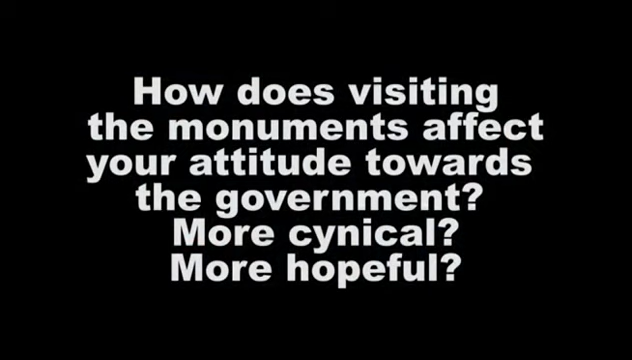 How does visiting
the monuments affect
your attitude towards
the government?
More cynical?
More hopeful?